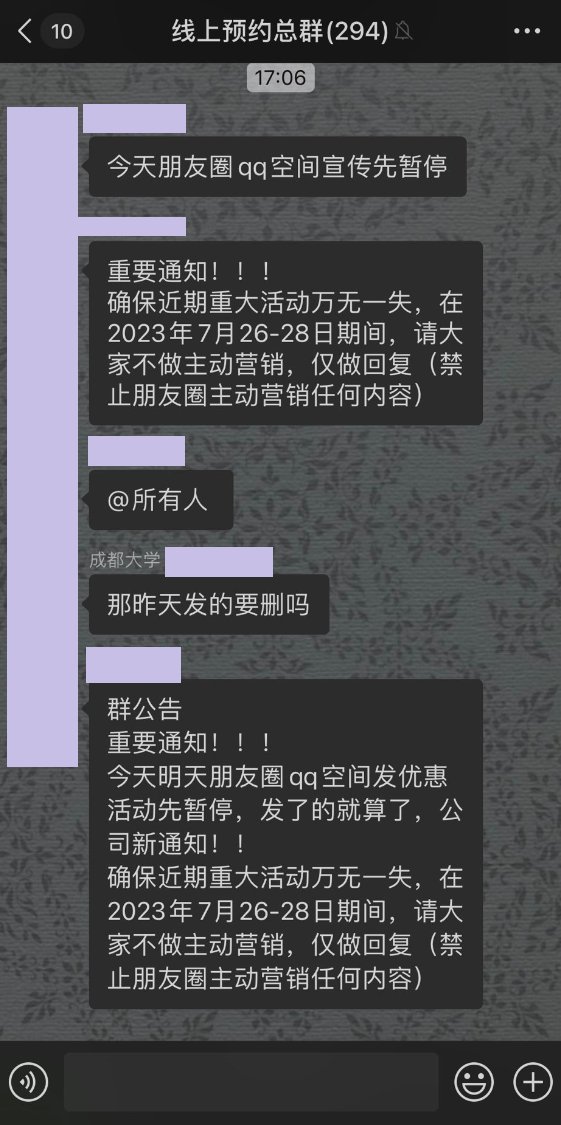 10
线上预约总群(294)
17:06
今天朋友圈qq空间宣传先暂停
重要通知！！！
确保近期重大活动万无一失，在
2023年7月26-28日期间，请大
家不做主动营销，仅做回复（禁
止朋友圈主动营销任何内容）
@所有人
成都大学
那昨天发的要删吗
群公告
重要通知！！！
今天明天朋友圈qq空间发优惠
活动先暂停，发了的就算了，公
司新通知！！
确保近期重大活动万无一失，在
2023年7月26-28日期间，请大
家不做主动营销，仅做回复（禁
止朋友圈主动营销任何内容）